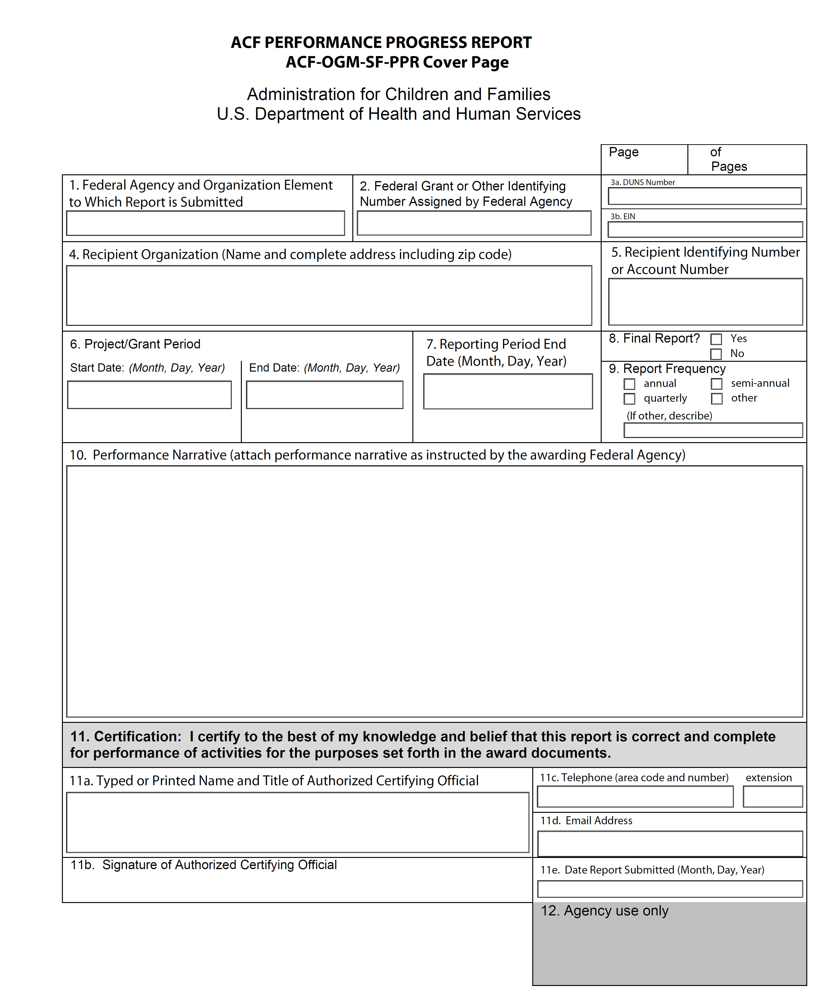 ACF PERFORMANCE PROGRESS REPORT
ACF-OGM-SF-PPR Cover Page
Administration for Children and Families
U.S. Department of Health and Human Services
Page
of
Pages
1. Federal Agency and Organization Element
to Which Report is Submitted
2. Federal Grant or Other Identifying
Number Assigned by Federal Agency
3a. DUNS Number
3b. EIN
4. Recipient Organization (Name and complete address including zip code)
5. Recipient Identifying Number
or Account Number
6. Project/Grant Period
Start Date: (Month, Day, Year)
End Date: (Month, Day, Year)
7. Reporting Period End
Date (Month, Day, Year)
8. Final Report?
Yes
No
9. Report Frequency
annual
semi-annual
quarterly
other
(If other, describe)
10. Performance Narrative (attach performance narrative as instructed by the awarding Federal Agency)
11. Certification: I certify to the best of my knowledge and belief that this report is correct and complete
for performance of activities for the purposes set forth in the award documents.
11a. Typed or Printed Name and Title of Authorized Certifying Official
11c. Telephone (area code and number)
extension
11d. Email Address
11b. Signature of Authorized Certifying Official
11e. Date Report Submitted (Month, Day, Year)
12. Agency use only